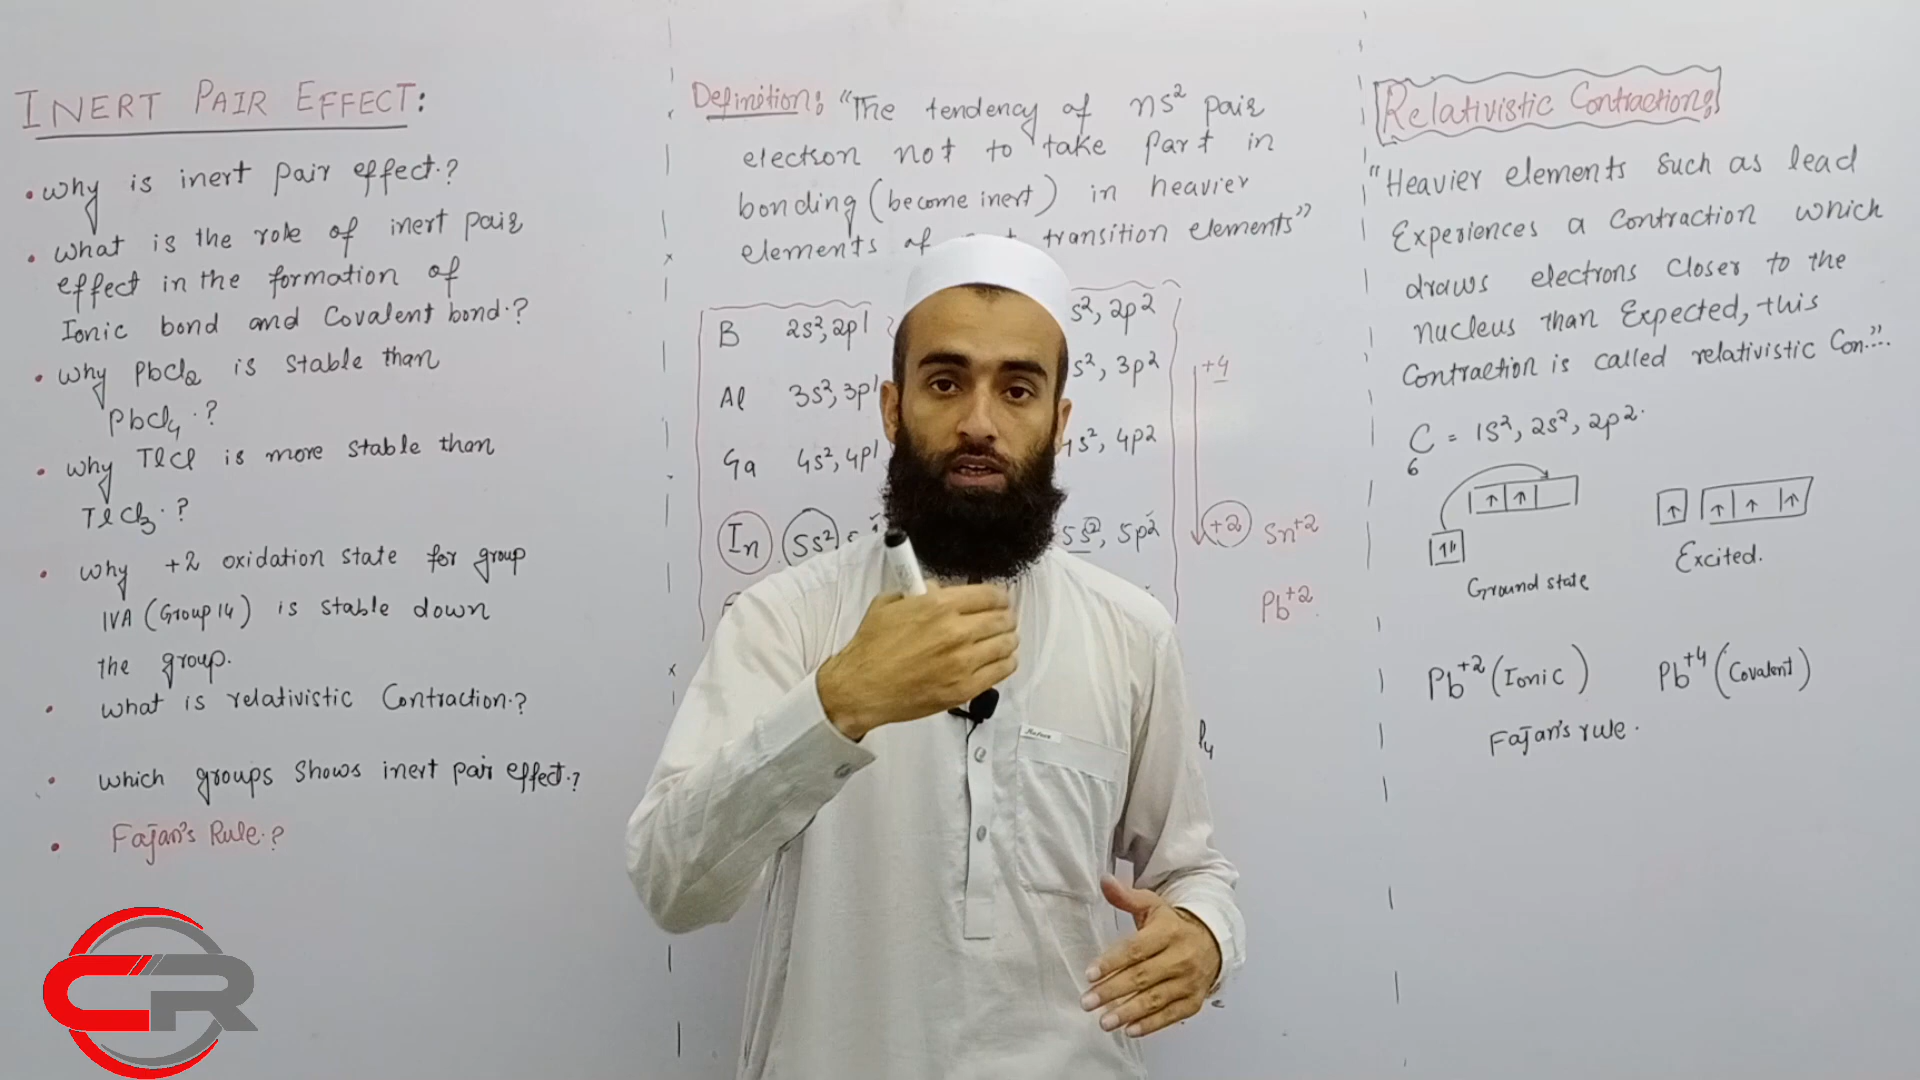 INERT PAIR EFFECT:
• Why is inert pair effect.?
• What is the role of inert pair
effect in the formation of
Ionic bond and Covalent bond.?
• Why PbCl2 is stable than
PbCl4.?
• Why TlCl is more stable than
TlCl3.?
• Why +2 oxidation state for group
IVA (Group 14) is stable down
the group.
• What is relativistic Contraction.?
• Which groups shows inert pair effect.?
• Fajan's Rule.?
CR
Definition: "The tendency of ns² pair
electron not to take part in
bonding (become inert) in heavier
elements of transition elements"
B 2s², 2p¹ s², 2p²
Al 3s², 3p¹ s², 3p² +4
Ga 4s², 4p¹ 4s², 4p²
In 5s² 5s², 5p² +2 Sn+2
Pb+2.
Relativistic Contraction:
"Heavier elements such as lead
Experiences a contraction which
draws electrons closer to the
nucleus than Expected, this
Contraction is called relativistic Con...."
C = 1s², 2s², 2p².
6
Ground state
Excited.
Pb+2 (Ionic) Pb+4 (Covalent)
Fajan's rule.